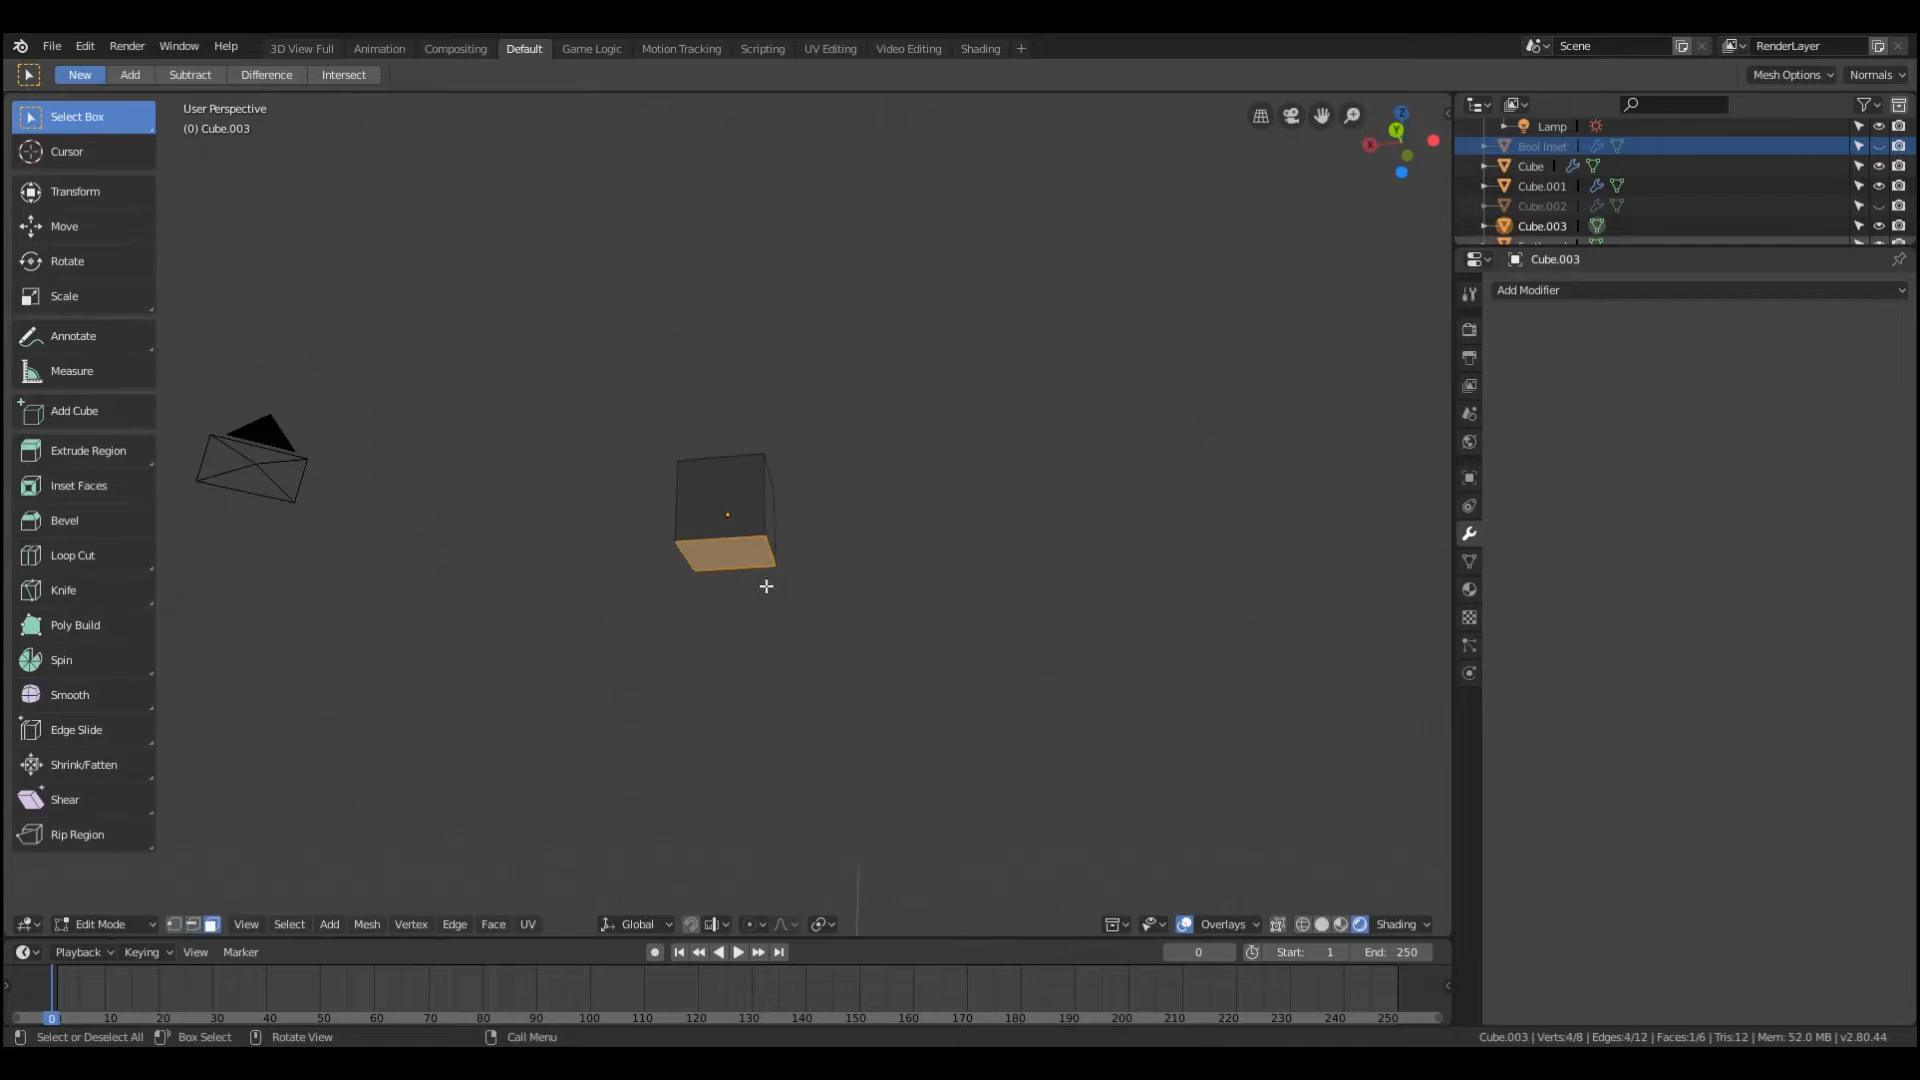 File Edit Render Window Help 3D View Full Animation Compositing Default Game Logic Motion Tracking Scripting UV Editing Video Editing Shading + Scene RenderLayer
New Add Subtract Difference Intersect Mesh Options Normals
Select Box
Cursor
Transform
Move
Rotate
Scale
Annotate
Measure
Add Cube
Extrude Region
Inset Faces
Bevel
Loop Cut
Knife
Poly Build
Spin
Smooth
Edge Slide
Shrink/Fatten
Shear
Rip Region
User Perspective
(0) Cube.003
Z
Y
X
Lamp
Bool Inset
Cube
Cube.001
Cube.002
Cube.003
Cube.003
Add Modifier
Edit Mode View Select Add Mesh Vertex Edge Face UV Global Overlays Shading
Playback Keying View Marker 0 Start: 1 End: 250
0 10 20 30 40 50 60 70 80 90 100 110 120 130 140 150 160 170 180 190 200 210 220 230 240 250
Select or Deselect All Box Select Rotate View Call Menu Cube.003 | Verts:4/8 | Edges:4/12 | Faces:1/6 | Tris:12 | Mem: 52.0 MB | v2.80.44